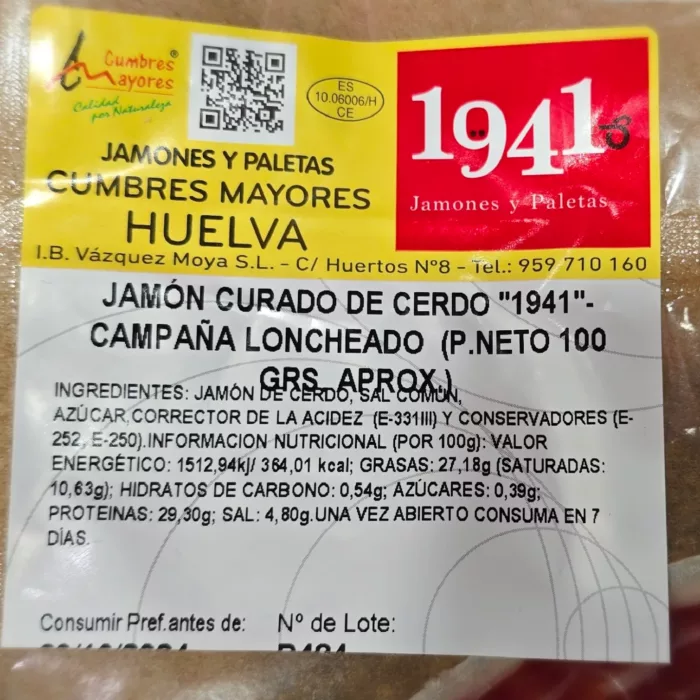 Cumbres
Mayores
Calidad
por Naturaleza
ES
10.06006/H
CE
1941
Jamones y Paletas
JAMONES Y PALETAS
CUMBRES MAYORES
HUELVA
I.B. Vázquez Moya S.L. - C/ Huertos Nº8 - Tel.: 959 710 160
JAMÓN CURADO DE CERDO "1941"-
CAMPAÑA LONCHEADO (P.NETO 100
GRS. APROX.)
INGREDIENTES: JAMÓN DE CERDO, SAL COMÚN,
AZÚCAR,CORRECTOR DE LA ACIDEZ (E-331III) Y CONSERVADORES (E-
252, E-250).INFORMACION NUTRICIONAL (POR 100g): VALOR
ENERGÉTICO: 1512,94kj/ 364,01 kcal; GRASAS: 27,18g (SATURADAS:
10,63g); HIDRATOS DE CARBONO: 0,54g; AZÚCARES: 0,39g;
PROTEINAS: 29,30g; SAL: 4,80g.UNA VEZ ABIERTO CONSUMA EN 7
DÍAS.
Consumir Pref.antes de: Nº de Lote: